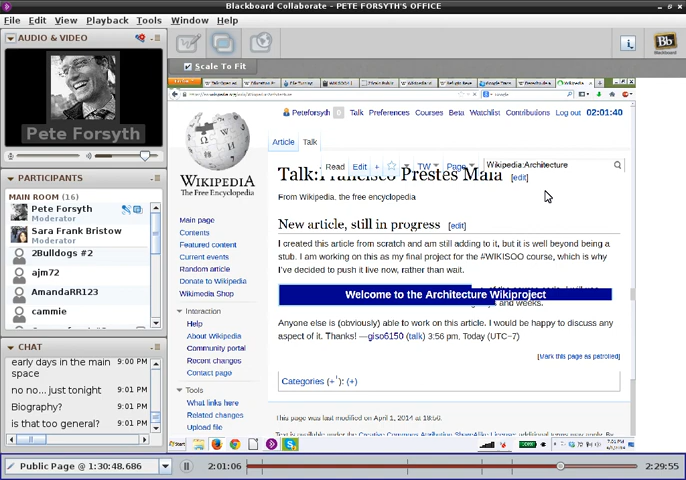 Blackboard Collaborate - PETE FORSYTH'S OFFICE
File Edit View Playback Tools Window Help
AUDIO & VIDEO
Scale To Fit
Pete Forsyth
PARTICIPANTS
MAIN ROOM (16)
Pete Forsyth
Moderator
Sara Frank Bristow
Moderator
2Bulldogs #2
ajm72
AmandaRR123
cammie
CHAT
early days in the main 9:00 PM
space
no no... just tonight 9:01 PM
Biography? 9:01 PM
is that too general? 9:01 PM
Peteforsyth 0 Talk Preferences Courses Beta Watchlist Contributions Log out 02:01:40
Article Talk
Read Edit + TW Page Wikipedia:Architecture
WIKIPEDIA
The Free Encyclopedia
Main page
Contents
Featured content
Current events
Random article
Donate to Wikipedia
Wikimedia Shop
Interaction
Help
About Wikipedia
Community portal
Recent changes
Contact page
Tools
What links here
Related changes
Upload file
Talk:Francisco Prestes Maia [edit]
From Wikipedia, the free encyclopedia
New article, still in progress [edit]
I created this article from scratch and am still adding to it, but it is well beyond being a
stub. I am working on this as my final project for the #WIKISOO course, which is why
I've decided to push it live now, rather than wait.
Welcome to the Architecture Wikiproject
and weeks.
Anyone else is (obviously) able to work on this article. I would be happy to discuss any
aspect of it. Thanks! —giso6150 (talk) 3:56 pm, Today (UTC−7)
[Mark this page as patrolled]
Categories (++): (+)
This page was last modified on April 1, 2014 at 18:56.
Start
7:01 PM
Public Page @ 1:30:48.686
2:01:06
2:29:55